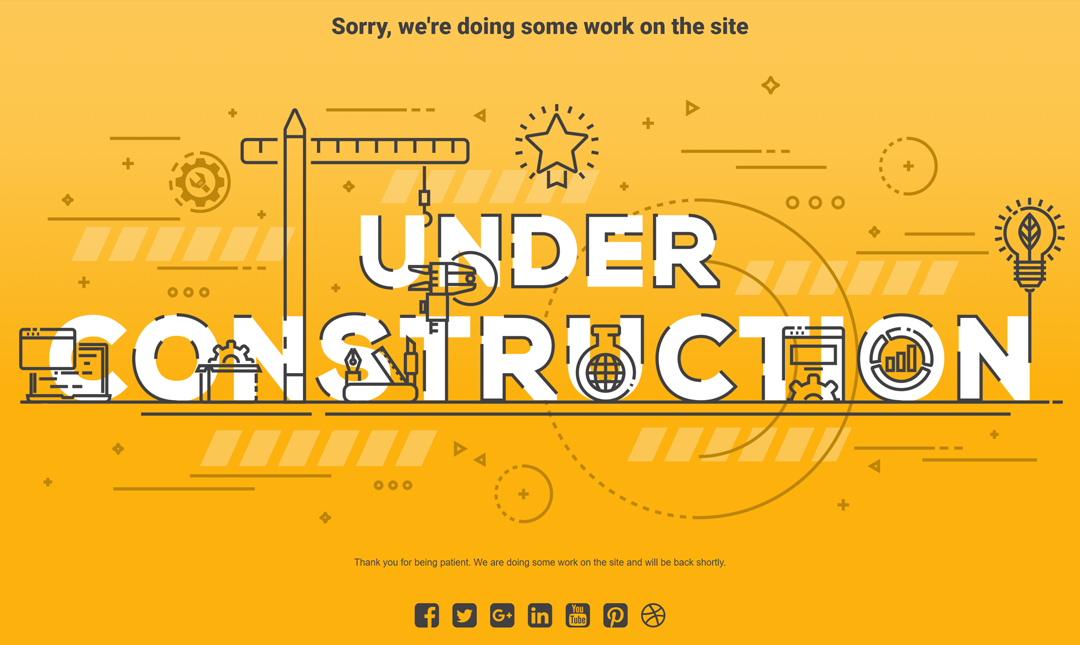 Sorry, we're doing some work on the site
UNDER
CONSTRUCTION
Thank you for being patient. We are doing some work on the site and will be back shortly.
f G+ in You Tube